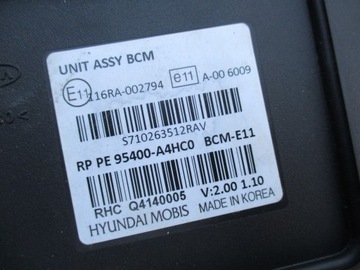 UNIT ASSY BCM
E11 116RA-002794 e11 A-00 6009
S710263512RAV
RP PE 95400-A4HC0 BCM-E11
RHC Q4140005 V:2.00 1.10
HYUNDAI MOBIS MADE IN KOREA